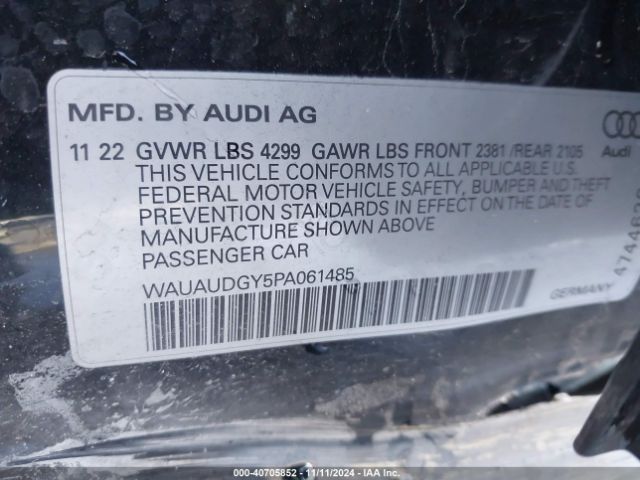 MFD. BY AUDI AG
11 22 GVWR LBS 4299 GAWR LBS FRONT 2381 / REAR 2105
THIS VEHICLE CONFORMS TO ALL APPLICABLE U.S.
FEDERAL MOTOR VEHICLE SAFETY, BUMPER AND THEFT
PREVENTION STANDARDS IN EFFECT ON THE DATE OF
MANUFACTURE SHOWN ABOVE
PASSENGER CAR
WAUAUDGY5PA061485
Audi
GERMANY
000-40705852 - 11/11/2024 - IAA Inc.